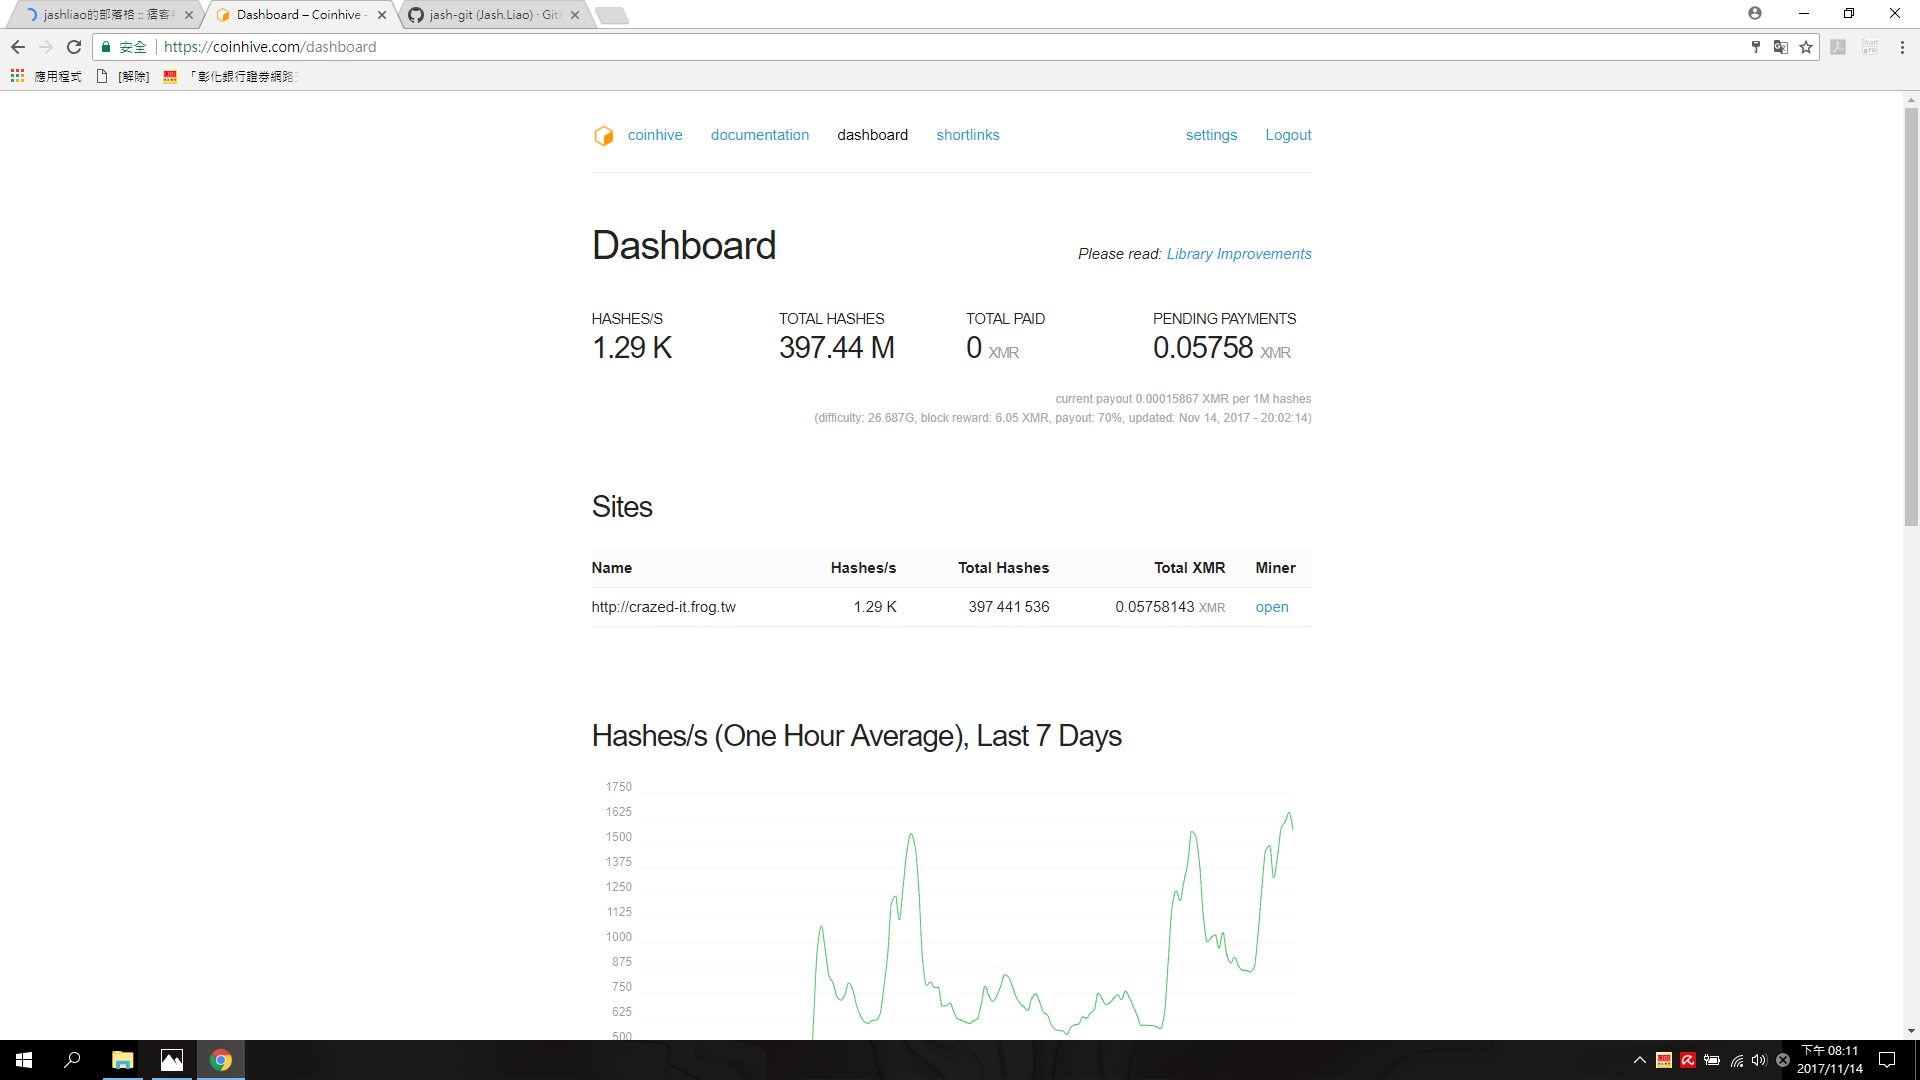 jashliao的部落格 :: 痞客
Dashboard – Coinhive –
jash-git (Jash.Liao) · Git
安全
https://coinhive.com/dashboard
應用程式
[解除]
「彰化銀行證券網路
coinhive
documentation
dashboard
shortlinks
settings
Logout
Dashboard
Please read: Library Improvements
HASHES/S
TOTAL HASHES
TOTAL PAID
PENDING PAYMENTS
1.29 K
397.44 M
0 XMR
0.05758 XMR
current payout 0.00015867 XMR per 1M hashes
(difficulty: 26.687G, block reward: 6.05 XMR, payout: 70%, updated: Nov 14, 2017 - 20:02:14)
Sites
Name Hashes/s Total Hashes Total XMR Miner
http://crazed-it.frog.tw 1.29 K 397 441 536 0.05758143 XMR open
Hashes/s (One Hour Average), Last 7 Days
1750
1625
1500
1375
1250
1125
1000
875
750
625
500
下午 08:11
2017/11/14